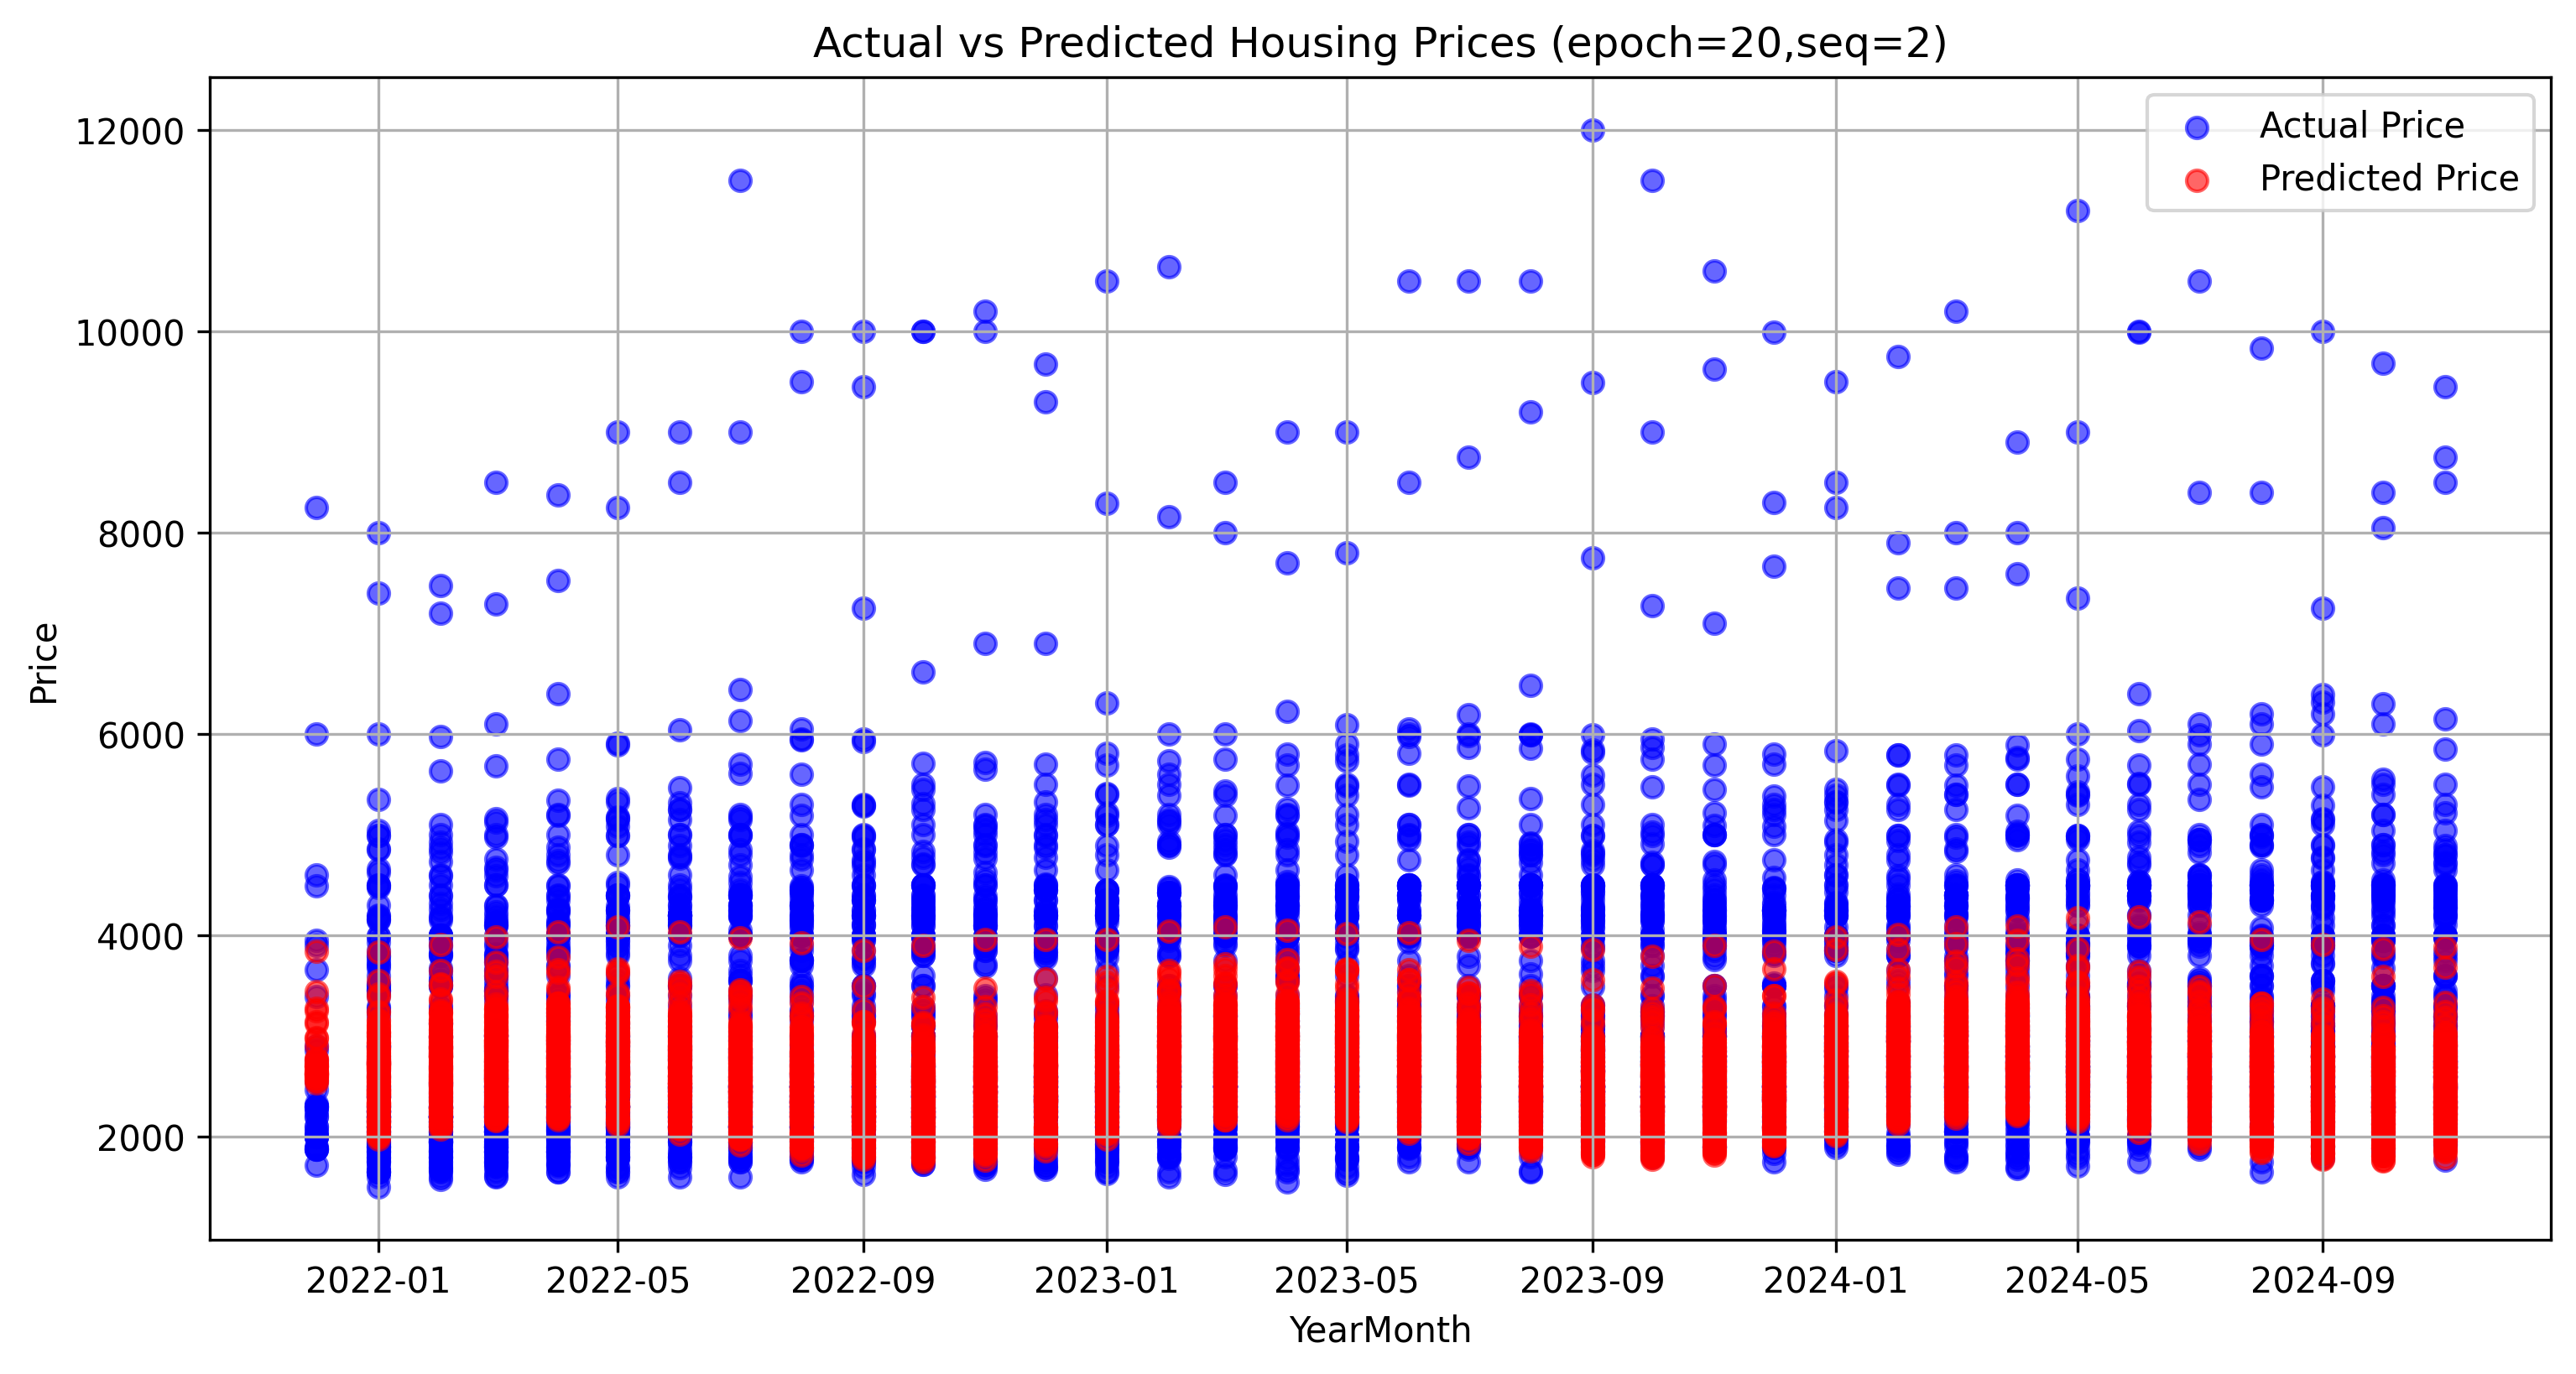 Actual vs Predicted Housing Prices (epoch=20,seq=2)
Actual Price
Predicted Price
12000
10000
8000
6000
4000
2000
Price
2022-01 2022-05 2022-09 2023-01 2023-05 2023-09 2024-01 2024-05 2024-09
YearMonth